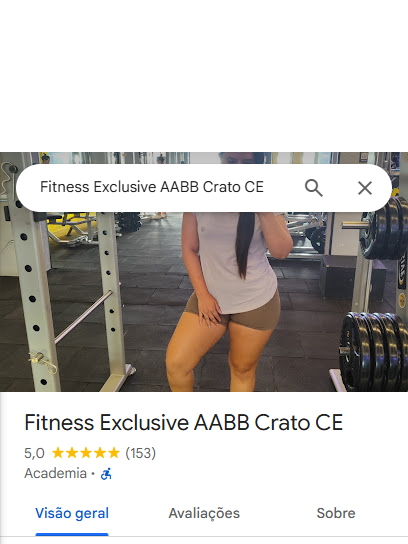 Fitness Exclusive AABB Crato CE
Fitness Exclusive AABB Crato CE
5,0 (153)
Academia •
Visão geral Avaliações Sobre